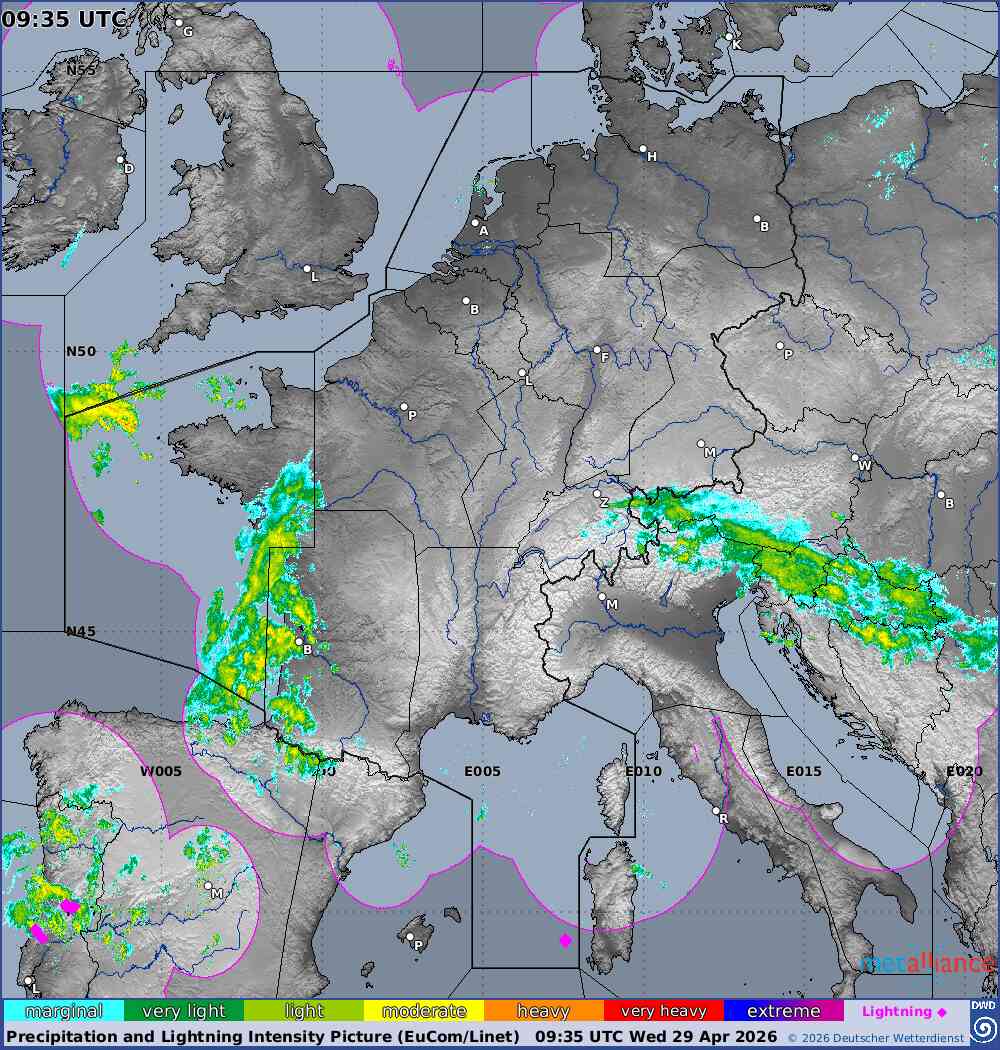 09:35 UTC
G
K
N55
D
H
B
A
L
B
N50
F
P
L
P
M
W
Z
B
M
N45
B
W005
E005
E010
E015
E020
R
M
P
L
metalliance
marginal very light light moderate heavy very heavy extreme Lightning ◆
DWD
Precipitation and Lightning Intensity Picture (EuCom/Linet) 09:35 UTC Wed 29 Apr 2026 © 2026 Deutscher Wetterdienst